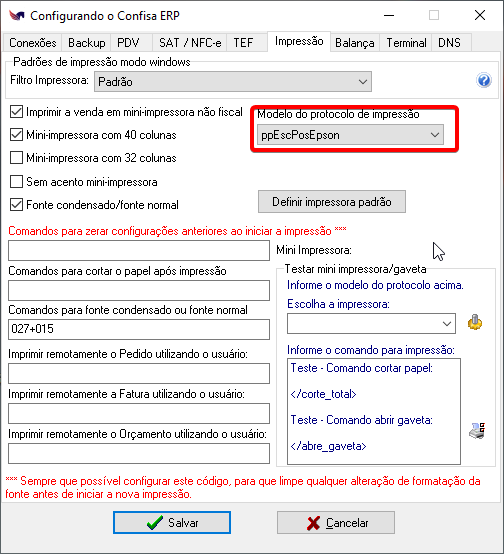 Configurando o Confisa ERP
Conexões Backup PDV SAT / NFC-e TEF Impressão Balança Terminal DNS
Padrões de impressão modo windows
Filtro Impressora: Padrão
Imprimir a venda em mini-impressora não fiscal
Modelo do protocolo de impressão
Mini-impressora com 40 colunas
ppEscPosEpson
Mini-impressora com 32 colunas
Sem acento mini-impressora
Fonte condensado/fonte normal
Definir impressora padrão
Comandos para zerar configurações anteriores ao iniciar a impressão ***
Mini Impressora:
Comandos para cortar o papel após impressão
Testar mini impressora/gaveta
Informe o modelo do protocolo acima.
Escolha a impressora:
Comandos para fonte condensado ou fonte normal
027+015
Imprimir remotamente o Pedido utilizando o usuário:
Informe o comando para impressão:
Teste - Comando cortar papel:
</corte_total>
Imprimir remotamente a Fatura utilizando o usuário:
Teste - Comando abrir gaveta:
Imprimir remotamente o Orçamento utilizando o usuário:
</abre_gaveta>
*** Sempre que possível configurar este código, para que limpe qualquer alteração de formatação da
fonte antes de iniciar a nova impressão.
Salvar Cancelar